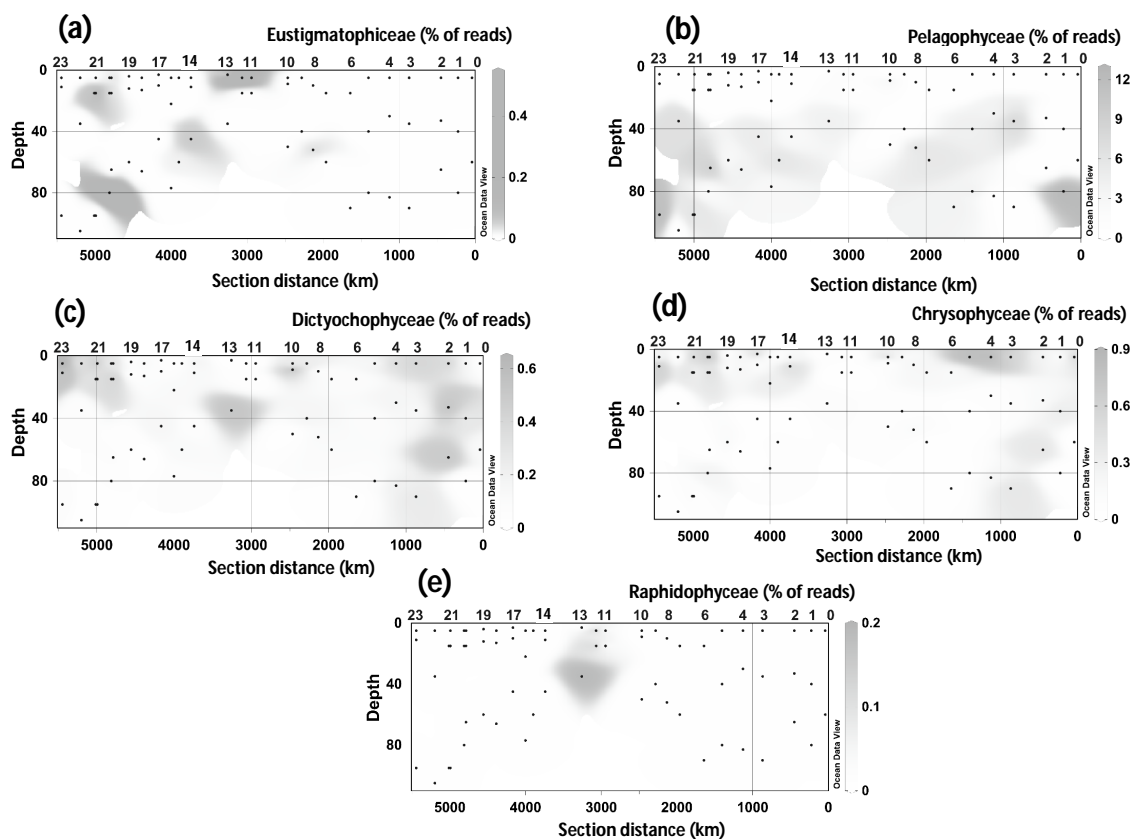 (a)
Eustigmatophiceae (% of reads)
23 21 19 17 14 13 11 10 8 6 4 3 2 1 0
Depth
0
40
80
0.4
0.2
0
Ocean Data View
5000 4000 3000 2000 1000 0
Section distance (km)
(b)
Pelagophyceae (% of reads)
23 21 19 17 14 13 11 10 8 6 4 3 2 1 0
Depth
0
40
80
12
9
6
3
0
Ocean Data View
5000 4000 3000 2000 1000 0
Section distance (km)
(c)
Dictyochophyceae (% of reads)
23 21 19 17 14 13 11 10 8 6 4 3 2 1 0
Depth
0
40
80
0.6
0.4
0.2
0
Ocean Data View
5000 4000 3000 2000 1000 0
Section distance (km)
(d)
Chrysophyceae (% of reads)
23 21 19 17 14 13 11 10 8 6 4 3 2 1 0
Depth
0
40
80
0.9
0.6
0.3
0
Ocean Data View
5000 4000 3000 2000 1000 0
Section distance (km)
(e)
Raphidophyceae (% of reads)
23 21 19 17 14 13 11 10 8 6 4 3 2 1 0
Depth
0
40
80
0.2
0.1
0
Ocean Data View
5000 4000 3000 2000 1000 0
Section distance (km)